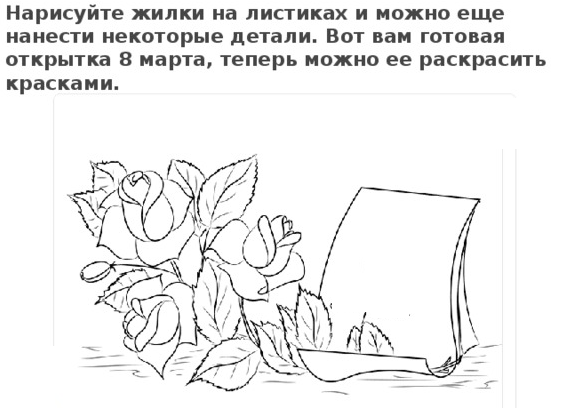 Нарисуйте жилки на листиках и можно еще
нанести некоторые детали. Вот вам готовая
открытка 8 марта, теперь можно ее раскрасить
красками.